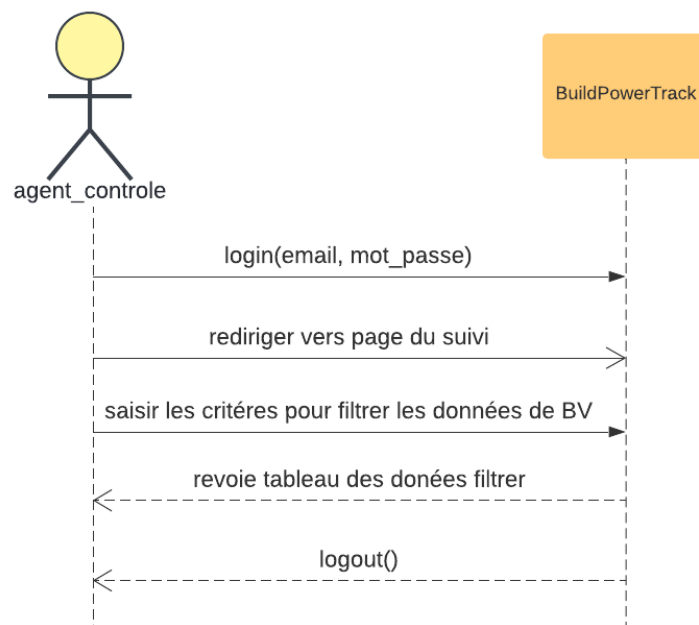 BuildPowerTrack
agent_controle
login(email, mot_passe)
rediriger vers page du suivi
saisir les critéres pour filtrer les données de BV
revoie tableau des donées filtrer
logout()